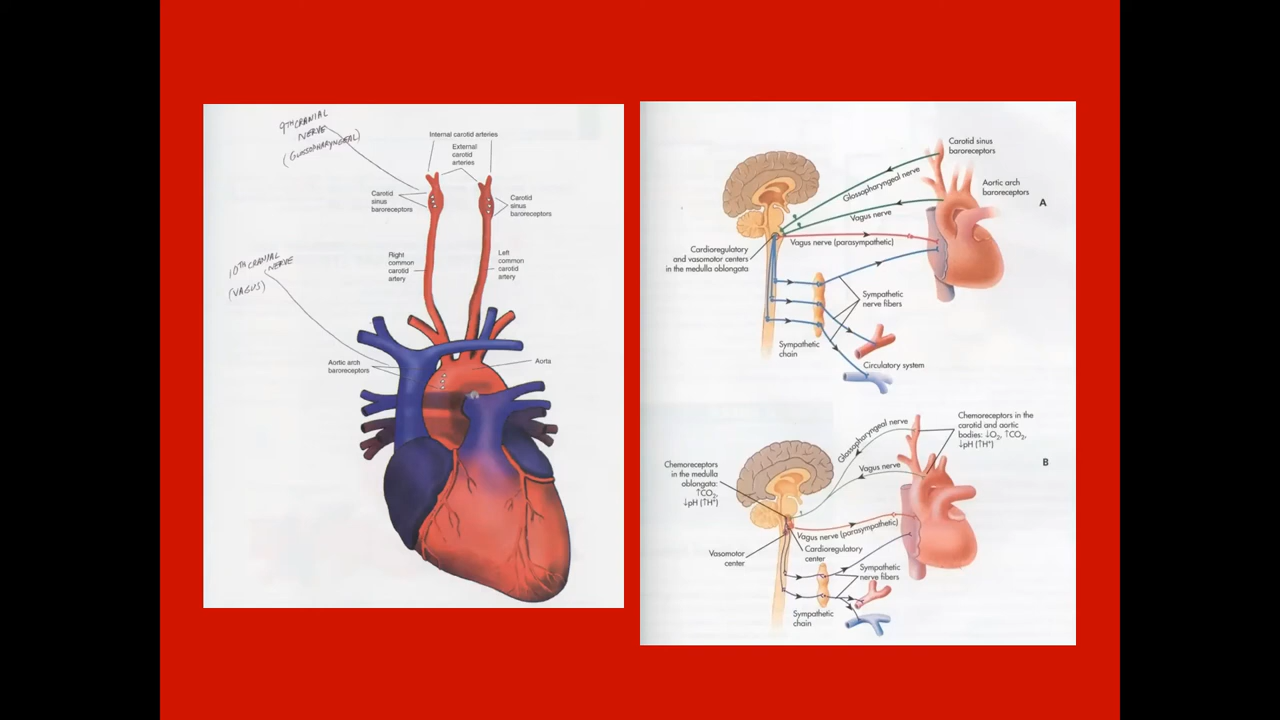 9TH CRANIAL
NERVE
(GLOSSOPHARYNGEAL)
Internal carotid arteries
External
carotid
arteries
Carotid
sinus
baroreceptors
Carotid
sinus
baroreceptors
10TH CRANIAL
NERVE
(VAGUS)
Right
common
carotid
artery
Left
common
carotid
artery
Aortic arch
baroreceptors
Aorta
Carotid sinus
baroreceptors
Glossopharyngeal nerve
Aortic arch
baroreceptors
A
Vagus nerve
Vagus nerve (parasympathetic)
Cardioregulatory
and vasomotor centers
in the medulla oblongata
Sympathetic
nerve fibers
Sympathetic
chain
Circulatory system
Chemoreceptors in the
carotid and aortic
bodies: ↓O₂, ↑CO₂,
↓pH (↑H⁺)
Glossopharyngeal nerve
B
Vagus nerve
Chemoreceptors
in the medulla
oblongata:
↑CO₂,
↓pH (↑H⁺)
Vagus nerve (parasympathetic)
Vasomotor
center
Cardioregulatory
center
Sympathetic
nerve fibers
Sympathetic
chain